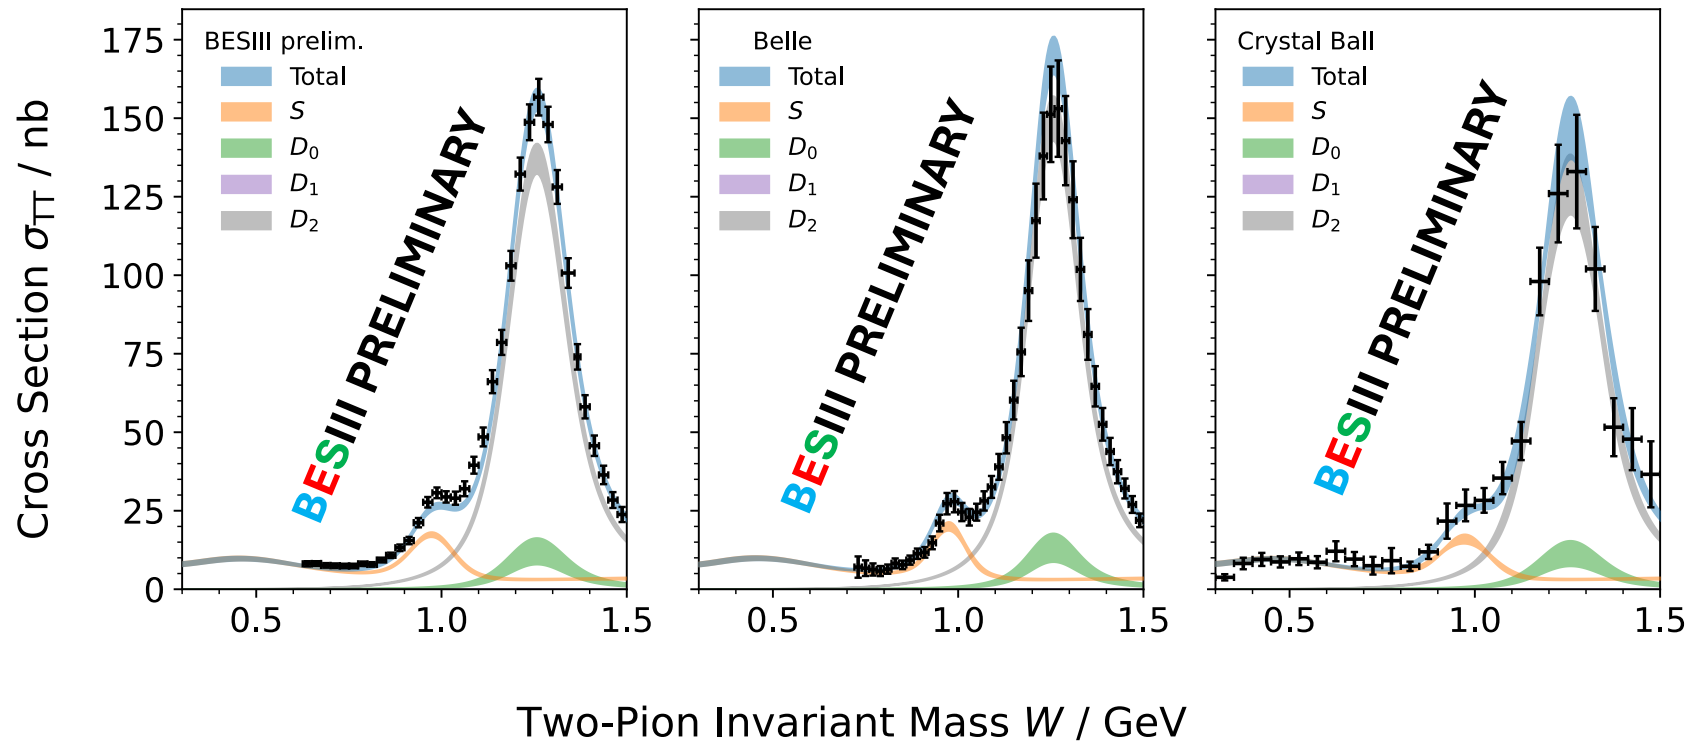 Cross Section σTT / nb
175
150
125
100
75
50
25
0
BESIII prelim.
Total
S
D0
D1
D2
BESIII PRELIMINARY
0.5
1.0
1.5
Belle
Total
S
D0
D1
D2
BESIII PRELIMINARY
0.5
1.0
1.5
Crystal Ball
Total
S
D0
D1
D2
BESIII PRELIMINARY
0.5
1.0
1.5
Two-Pion Invariant Mass W / GeV